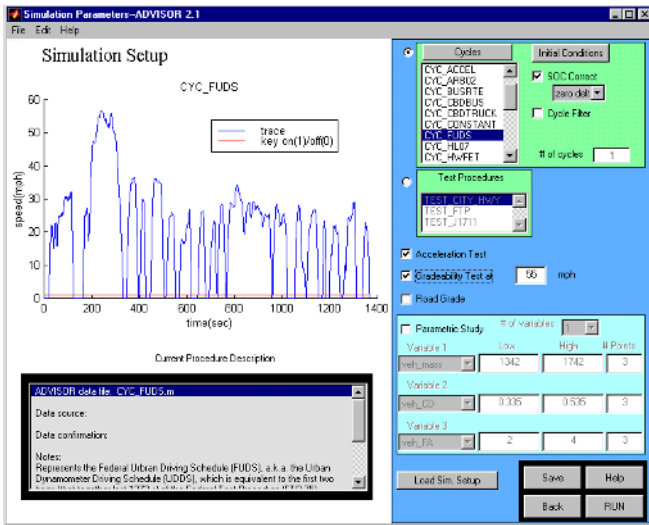 Simulation Parameters--ADVISOR 2.1
File Edit Help
Simulation Setup
CYC_FUDS
trace
key on(1)/off(0)
speed(mph)
60
50
40
30
20
10
0
0 200 400 600 800 1000 1200 1400
time(sec)
Current Procedure Description
ADVISOR data file: CYC_FUDS.m
Data source:
Data confirmation:
Notes:
Represents the Federal Urban Driving Schedule (FUDS), a.k.a. the Urban
Dynamometer Driving Schedule (UDDS), which is equivalent to the first two
Cycles
CYC_ACCEL
CYC_ARB02
CYC_BUSRTE
CYC_CBDBUS
CYC_CBDTRUCK
CYC_CONSTANT
CYC_FUDS
CYC_HL07
CYC_HWFET
Initial Conditions
SOC Correct
zero delt
Cycle Filter
# of cycles 1
Test Procedures
TEST_CITY_HWY
TEST_FTP
TEST_J1711
Acceleration Test
Gradeability Test at 55 mph
Road Grade
Parametric Study # of variables 1
Variable 1 Low High # Points
veh_mass 1342 1742 3
Variable 2
veh_CD 0.335 0.535 3
Variable 3
veh_FA 2 4 3
Load Sim. Setup
Save Help
Back RUN